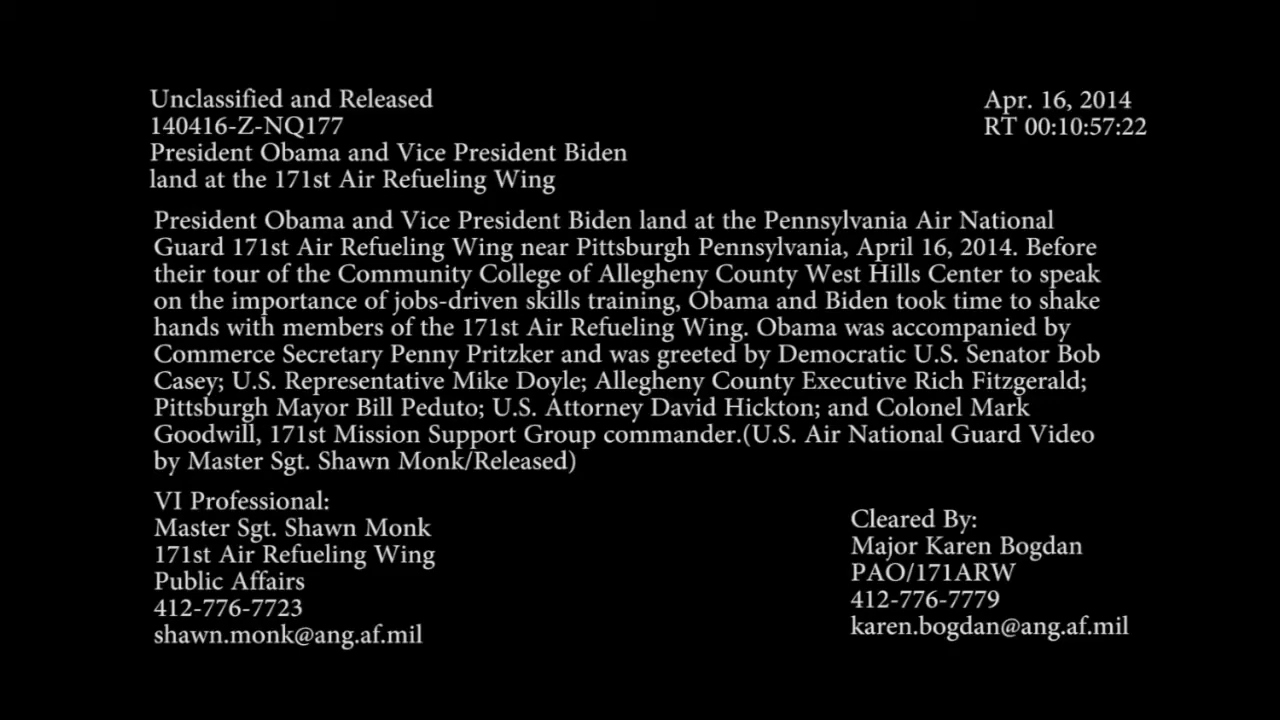 Unclassified and Released
140416-Z-NQ177
President Obama and Vice President Biden
land at the 171st Air Refueling Wing
Apr. 16, 2014
RT 00:10:57:22
President Obama and Vice President Biden land at the Pennsylvania Air National
Guard 171st Air Refueling Wing near Pittsburgh Pennsylvania, April 16, 2014. Before
their tour of the Community College of Allegheny County West Hills Center to speak
on the importance of jobs-driven skills training, Obama and Biden took time to shake
hands with members of the 171st Air Refueling Wing. Obama was accompanied by
Commerce Secretary Penny Pritzker and was greeted by Democratic U.S. Senator Bob
Casey; U.S. Representative Mike Doyle; Allegheny County Executive Rich Fitzgerald;
Pittsburgh Mayor Bill Peduto; U.S. Attorney David Hickton; and Colonel Mark
Goodwill, 171st Mission Support Group commander.(U.S. Air National Guard Video
by Master Sgt. Shawn Monk/Released)
VI Professional:
Master Sgt. Shawn Monk
171st Air Refueling Wing
Public Affairs
412-776-7723
shawn.monk@ang.af.mil
Cleared By:
Major Karen Bogdan
PAO/171ARW
412-776-7779
karen.bogdan@ang.af.mil